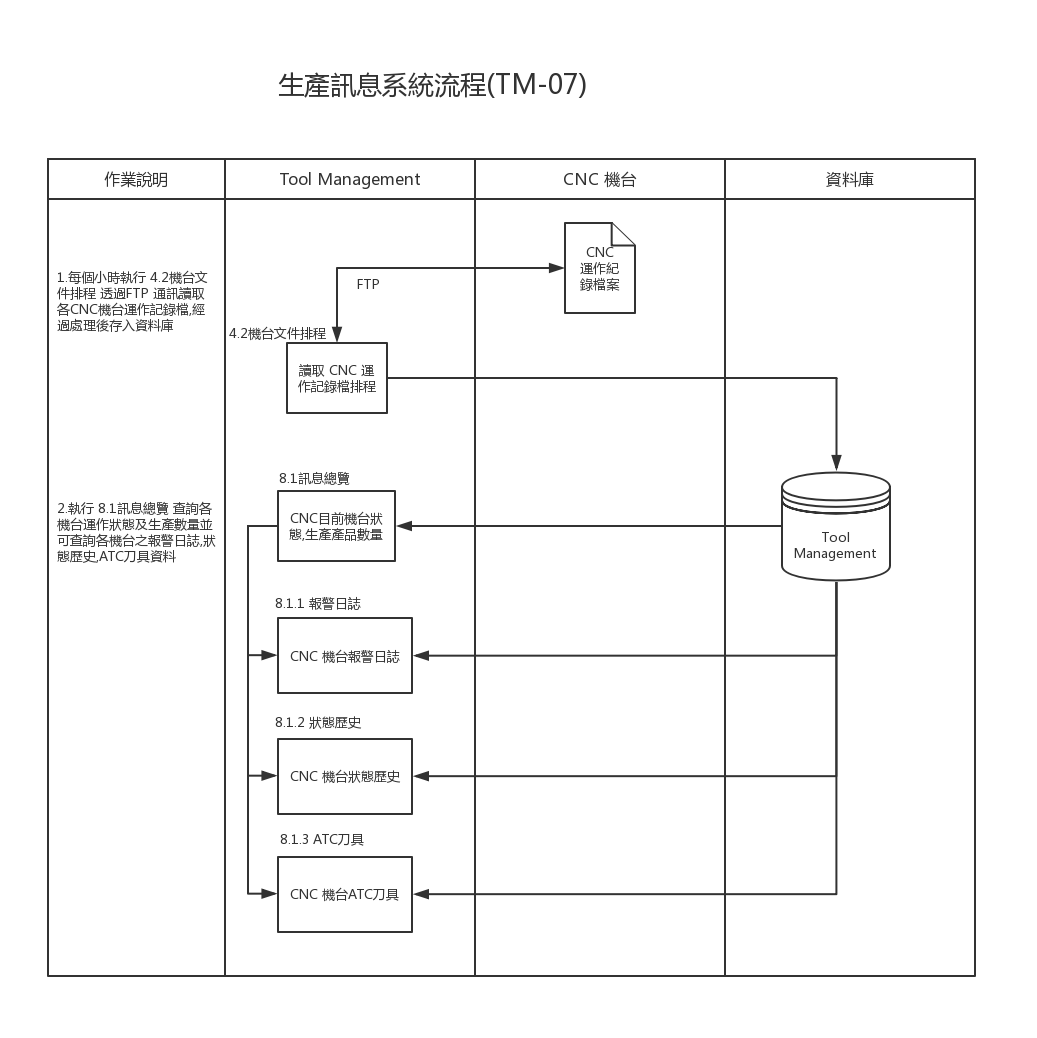 生產訊息系統流程(TM-07)
作業說明
Tool Management
CNC 機台
資料庫
1.每個小時執行 4.2機台文
件排程 透過FTP 通訊讀取
各CNC機台運作記錄檔,經
過處理後存入資料庫
CNC
運作紀
錄檔案
FTP
4.2機台文件排程
讀取 CNC 運
作記錄檔排程
2.執行 8.1訊息總覽 查詢各
機台運作狀態及生產數量並
可查詢各機台之報警日誌,狀
態歷史,ATC刀具資料
8.1訊息總覽
CNC目前機台狀
態,生產產品數量
Tool
Management
8.1.1 報警日誌
CNC 機台報警日誌
8.1.2 狀態歷史
CNC 機台狀態歷史
8.1.3 ATC刀具
CNC 機台ATC刀具